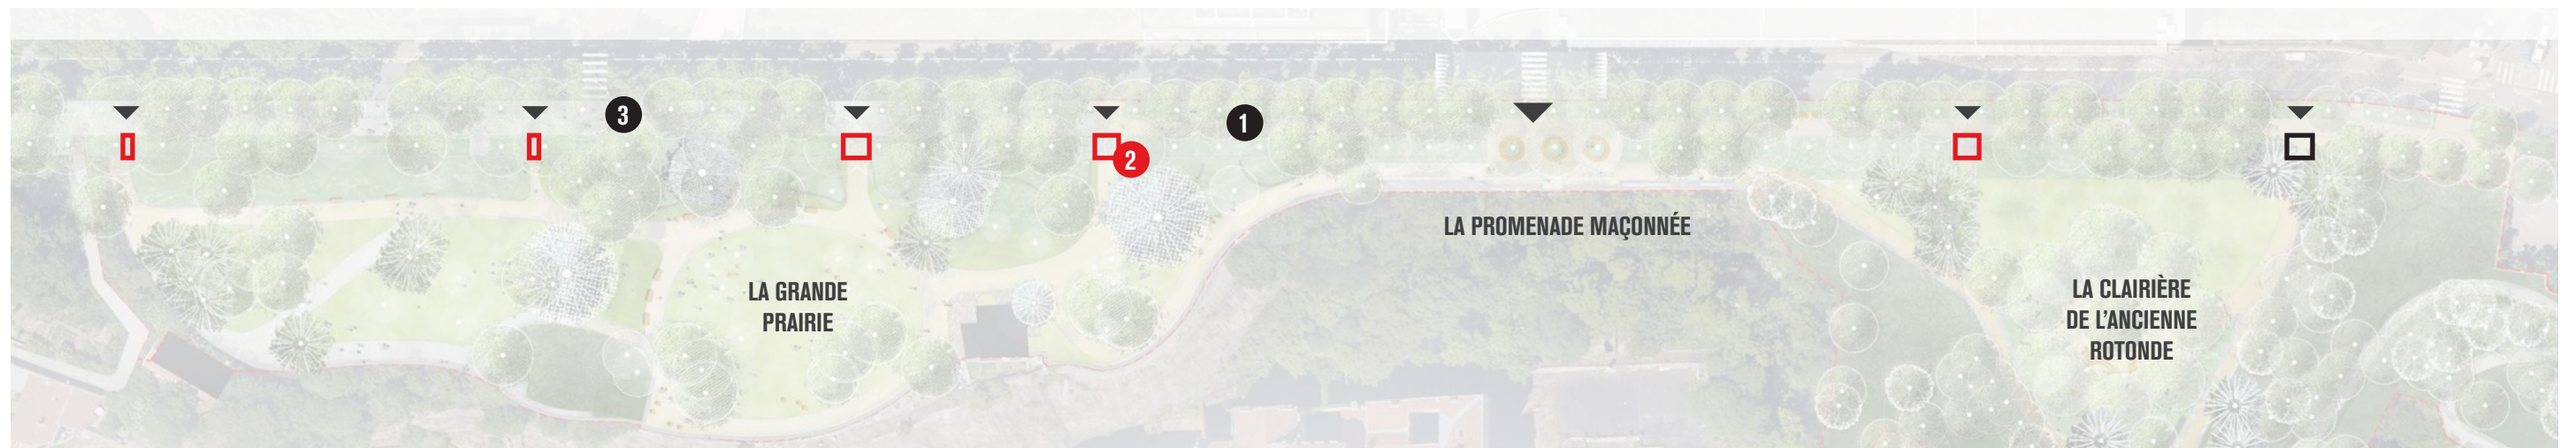 3
1
2
LA PROMENADE MAÇONNÉE
LA GRANDE
PRAIRIE
LA CLAIRIÈRE
DE L'ANCIENNE
ROTONDE